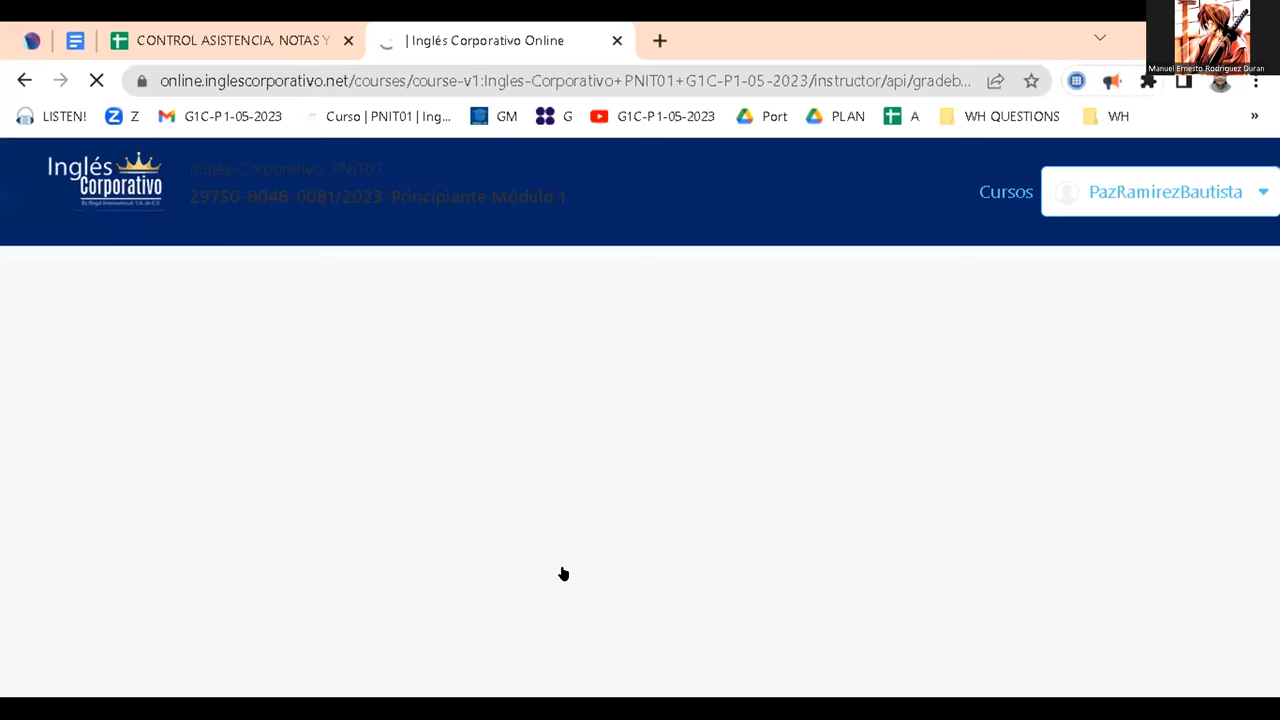 CONTROL ASISTENCIA, NOTAS Y
| Inglés Corporativo Online
Manuel Ernesto Rodriguez Duran
online.inglescorporativo.net/courses/course-v1:Ingles-Corporativo+PNIT01+G1C-P1-05-2023/instructor/api/gradeb...
LISTEN!
Z
G1C-P1-05-2023
Curso | PNIT01 | Ing...
GM
G
G1C-P1-05-2023
Port
PLAN
A
WH QUESTIONS
WH
»
Inglés
Corporativo
Ingles-Corporativo: PNIT01
29750-8048-0081/2023-Principiante Módulo 1
Cursos
PazRamirezBautista